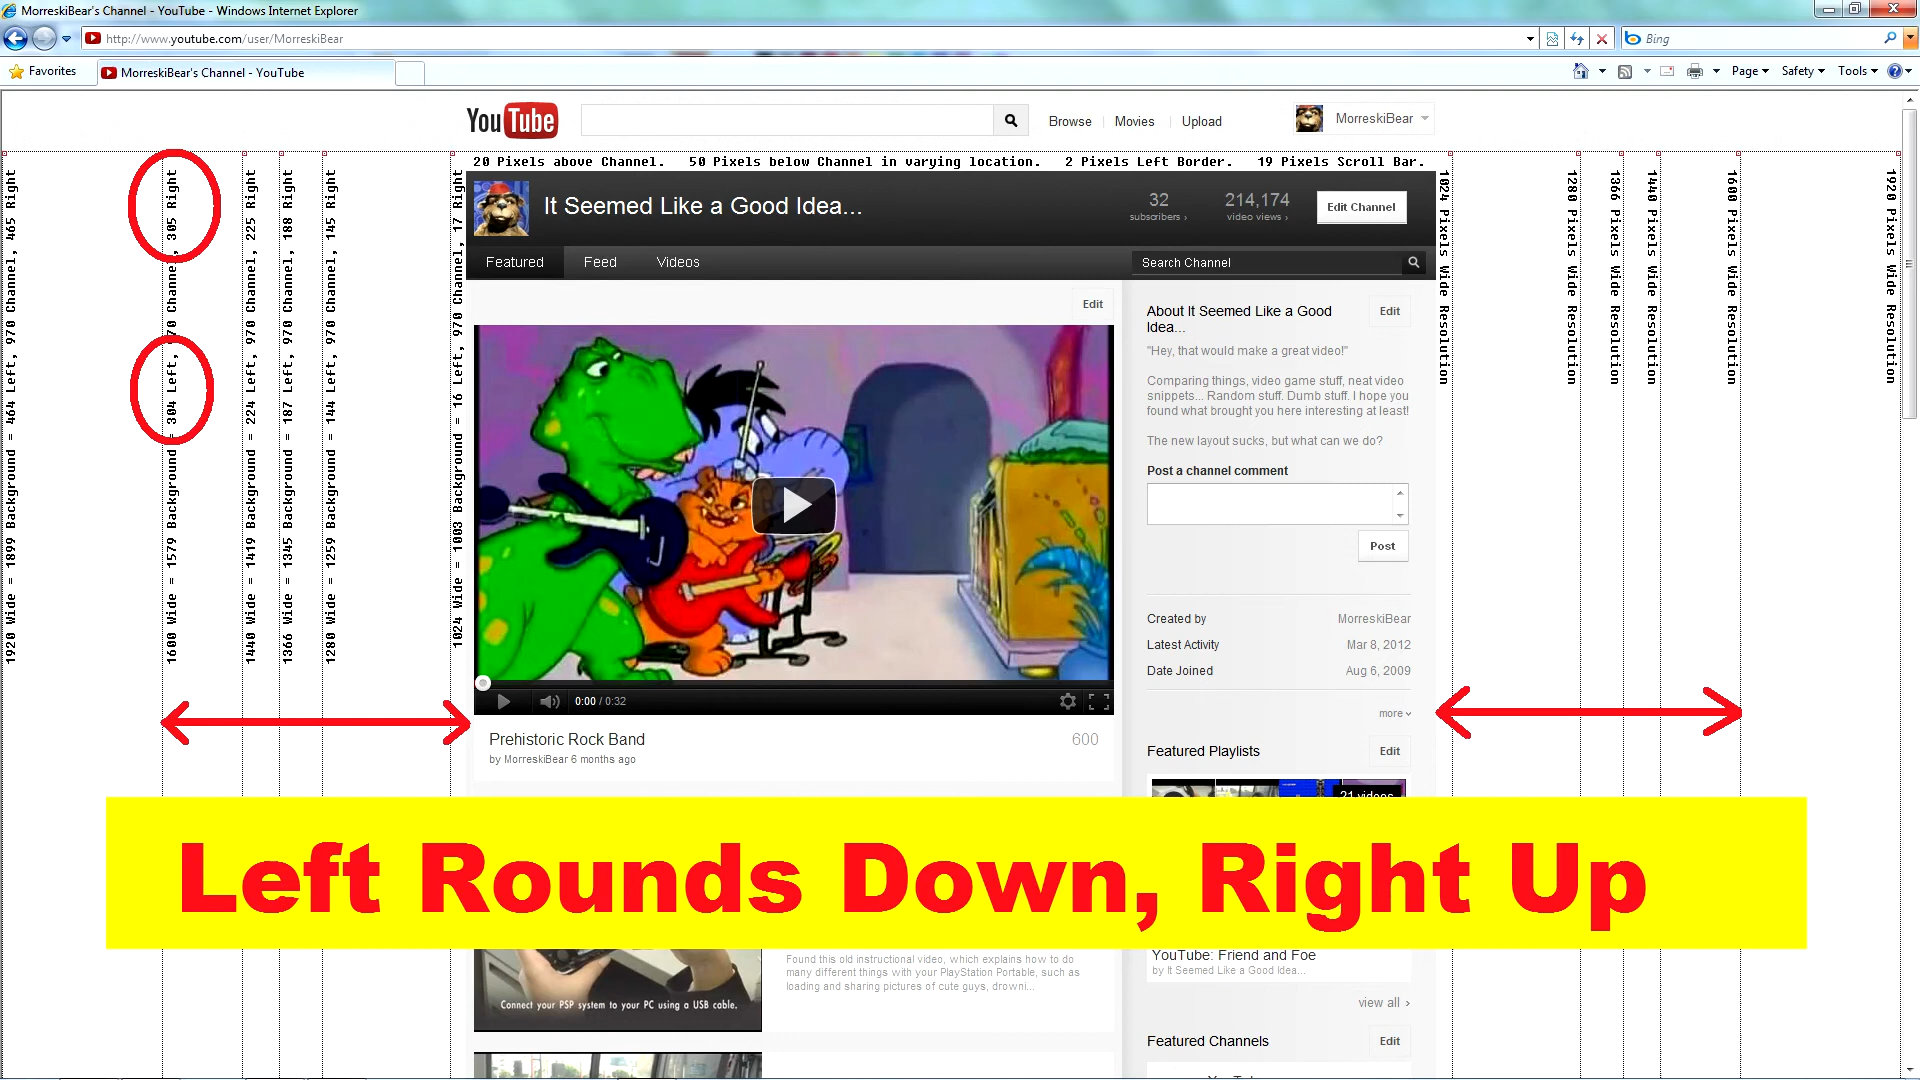 MorreskiBear's Channel - YouTube - Windows Internet Explorer
http://www.youtube.com/user/MorreskiBear
Bing
Favorites
MorreskiBear's Channel - YouTube
Page
Safety
Tools
YouTube
Browse
Movies
Upload
MorreskiBear
20 Pixels above Channel. 50 Pixels below Channel in varying location. 2 Pixels Left Border. 19 Pixels Scroll Bar.
1920 Wide = 1899 Background = 464 Left, 970 Channel, 465 Right
1600 Wide = 1579 Background = 304 Left, 970 Channel, 305 Right
1440 Wide = 1419 Background = 224 Left, 970 Channel, 225 Right
1366 Wide = 1345 Background = 187 Left, 970 Channel, 188 Right
1280 Wide = 1259 Background = 144 Left, 970 Channel, 145 Right
1024 Wide = 1003 Background = 16 Left, 970 Channel, 17 Right
It Seemed Like a Good Idea...
32
subscribers
214,174
video views
Edit Channel
Featured
Feed
Videos
Search Channel
Edit
Prehistoric Rock Band
by MorreskiBear 6 months ago
600
0:00 / 0:32
About It Seemed Like a Good
Idea...
Edit
"Hey, that would make a great video!"
Comparing things, video game stuff, neat video
snippets... Random stuff. Dumb stuff. I hope you
found what brought you here interesting at least!
The new layout sucks, but what can we do?
Post a channel comment
Post
Created by MorreskiBear
Latest Activity Mar 8, 2012
Date Joined Aug 6, 2009
more
Featured Playlists
Edit
21 videos
1024 Pixels Wide Resolution
1280 Pixels Wide Resolution
1366 Pixels Wide Resolution
1440 Pixels Wide Resolution
1600 Pixels Wide Resolution
1920 Pixels Wide Resolution
Left Rounds Down, Right Up
Connect your PSP system to your PC using a USB cable.
Found this old instructional video, which explains how to do
many different things with your PlayStation Portable, such as
loading and sharing pictures of cute guys, drowni...
YouTube: Friend and Foe
by It Seemed Like a Good Idea...
view all
Featured Channels
Edit